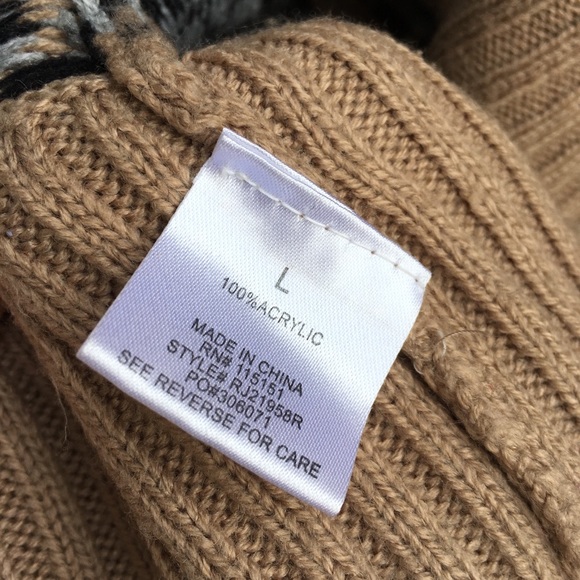 L
100%ACRYLIC
MADE IN CHINA
RN# 115151
STYLE# RJ21958R
PO#306071
SEE REVERSE FOR CARE